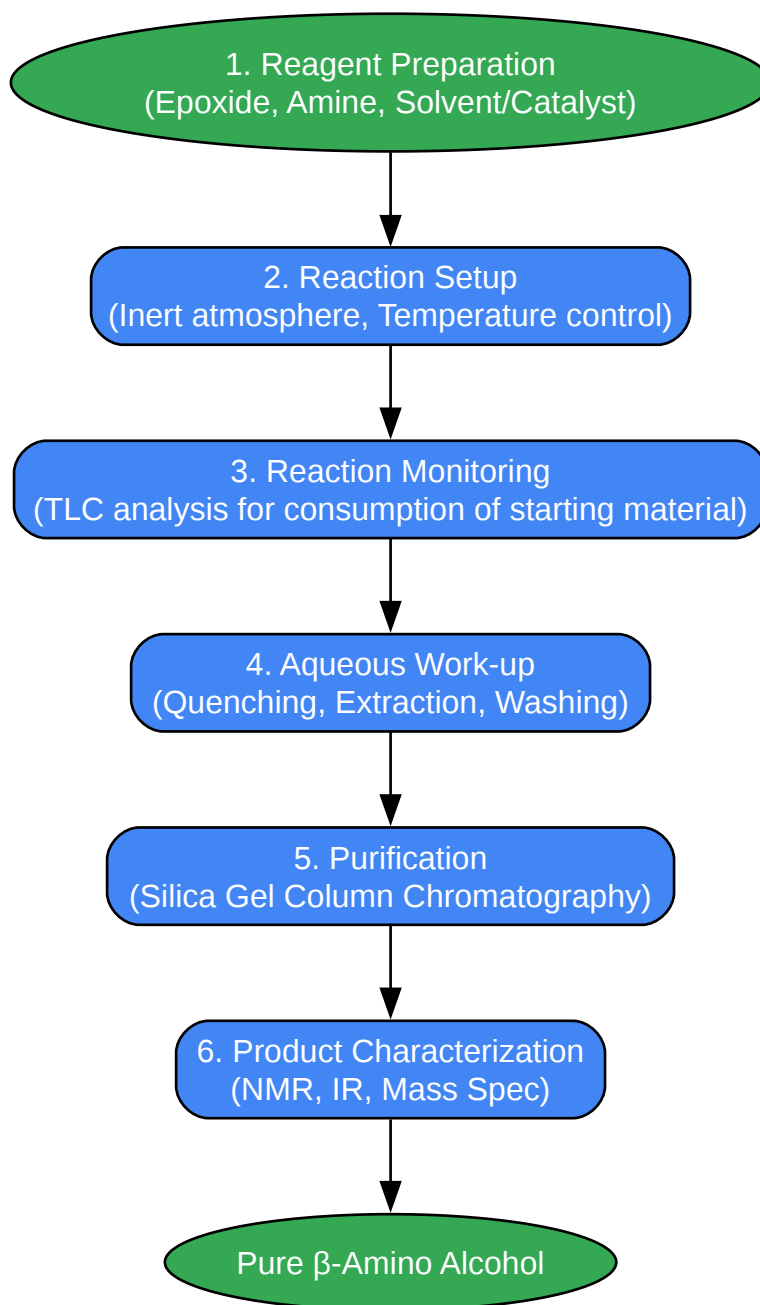 1. Reagent Preparation
(Epoxide, Amine, Solvent/Catalyst)
2. Reaction Setup
(Inert atmosphere, Temperature control)
3. Reaction Monitoring
(TLC analysis for consumption of starting material)
4. Aqueous Work-up
(Quenching, Extraction, Washing)
5. Purification
(Silica Gel Column Chromatography)
6. Product Characterization
(NMR, IR, Mass Spec)
Pure β-Amino Alcohol